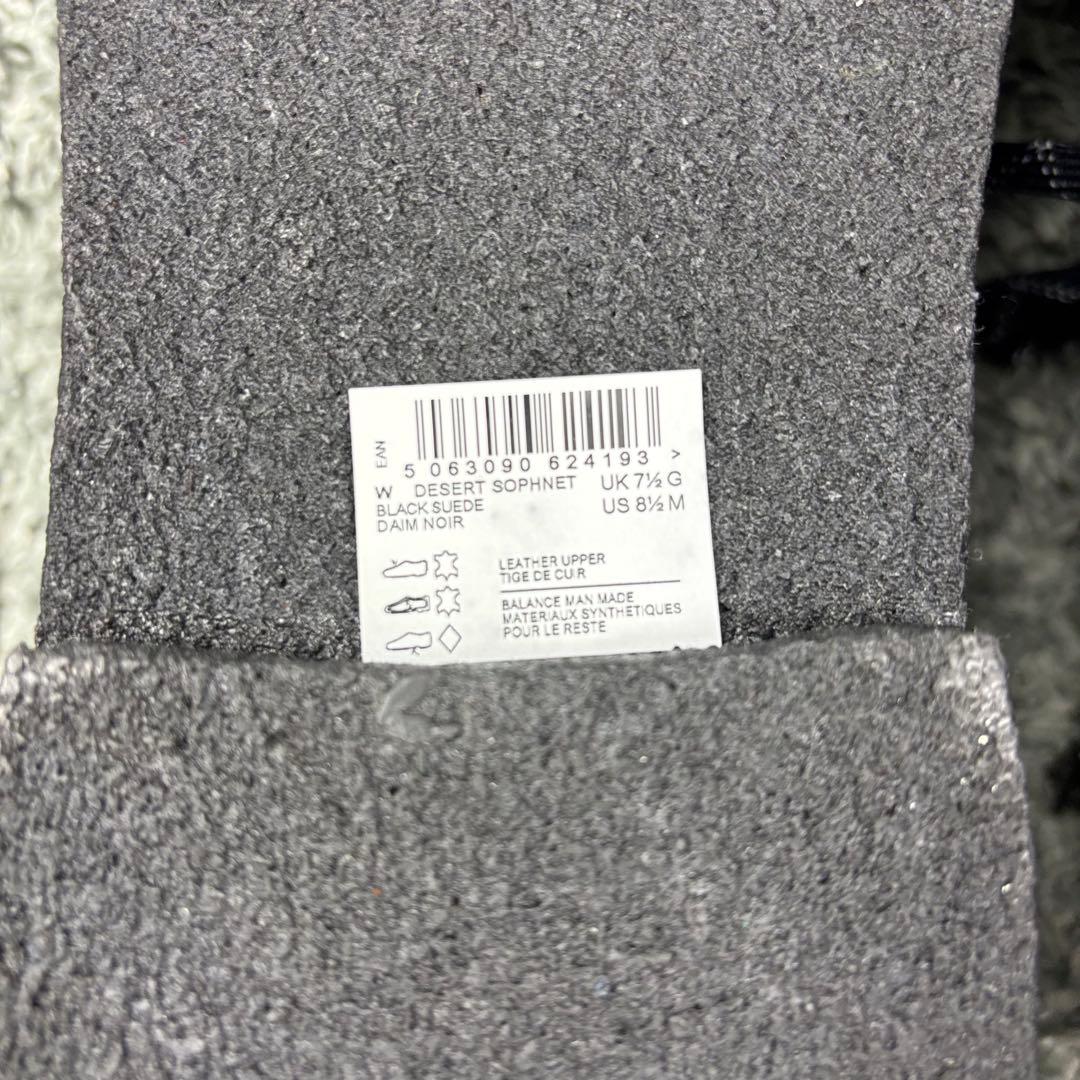 EAN
5 063090 624193 >
W DESERT SOPHNET UK 7½ G
BLACK SUEDE US 8½ M
DAIM NOIR
LEATHER UPPER
TIGE DE CUIR
BALANCE MAN MADE
MATERIAUX SYNTHETIQUES
POUR LE RESTE